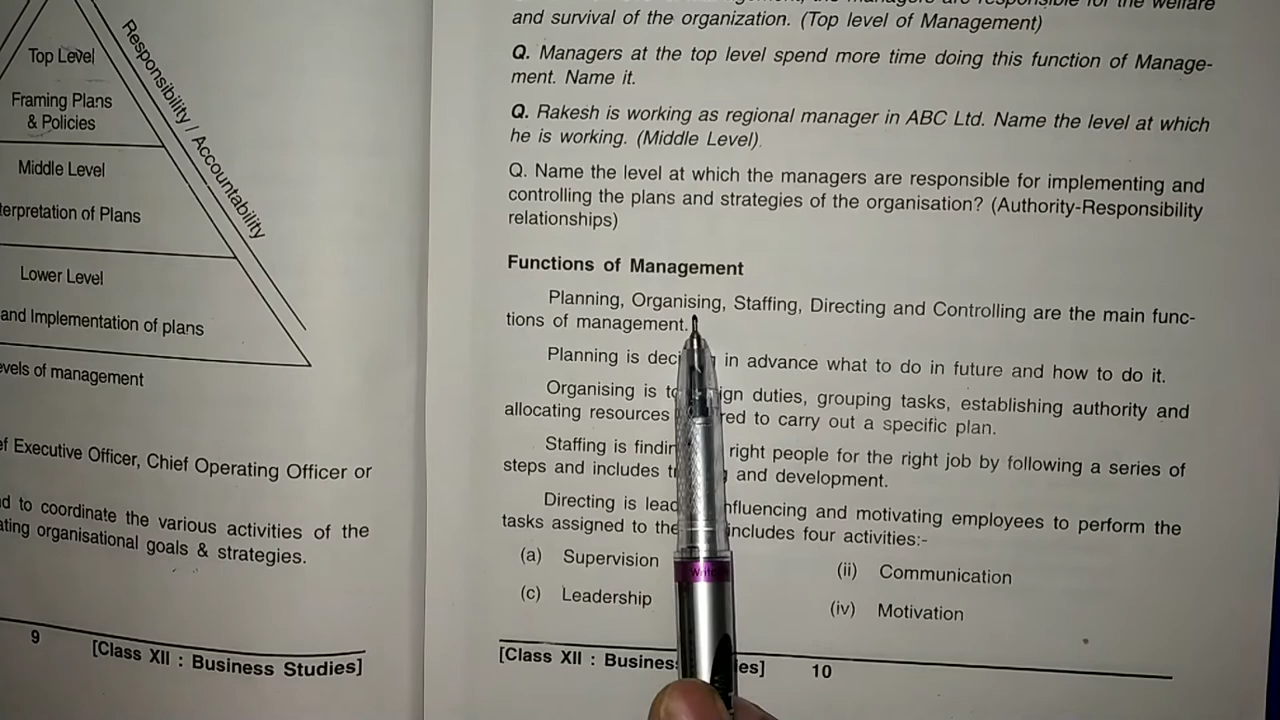 Top Level
Framing Plans
& Policies
Middle Level
terpretation of Plans
Lower Level
and Implementation of plans
Responsibility / Accountability
evels of management
ef Executive Officer, Chief Operating Officer or
d to coordinate the various activities of the
ating organisational goals & strategies.
9 [Class XII : Business Studies]
and survival of the organization. (Top level of Management)
Q. Managers at the top level spend more time doing this function of Manage-
ment. Name it.
Q. Rakesh is working as regional manager in ABC Ltd. Name the level at which
he is working. (Middle Level).
Q. Name the level at which the managers are responsible for implementing and
controlling the plans and strategies of the organisation? (Authority-Responsibility
relationships)
Functions of Management
Planning, Organising, Staffing, Directing and Controlling are the main func-
tions of management.
Planning is deci in advance what to do in future and how to do it.
Organising is to ign duties, grouping tasks, establishing authority and
allocating resources red to carry out a specific plan.
Staffing is findin right people for the right job by following a series of
steps and includes tr and development.
Directing is lead nfluencing and motivating employees to perform the
tasks assigned to the includes four activities:-
(a) Supervision (ii) Communication
(c) Leadership (iv) Motivation
[Class XII : Business ies] 10